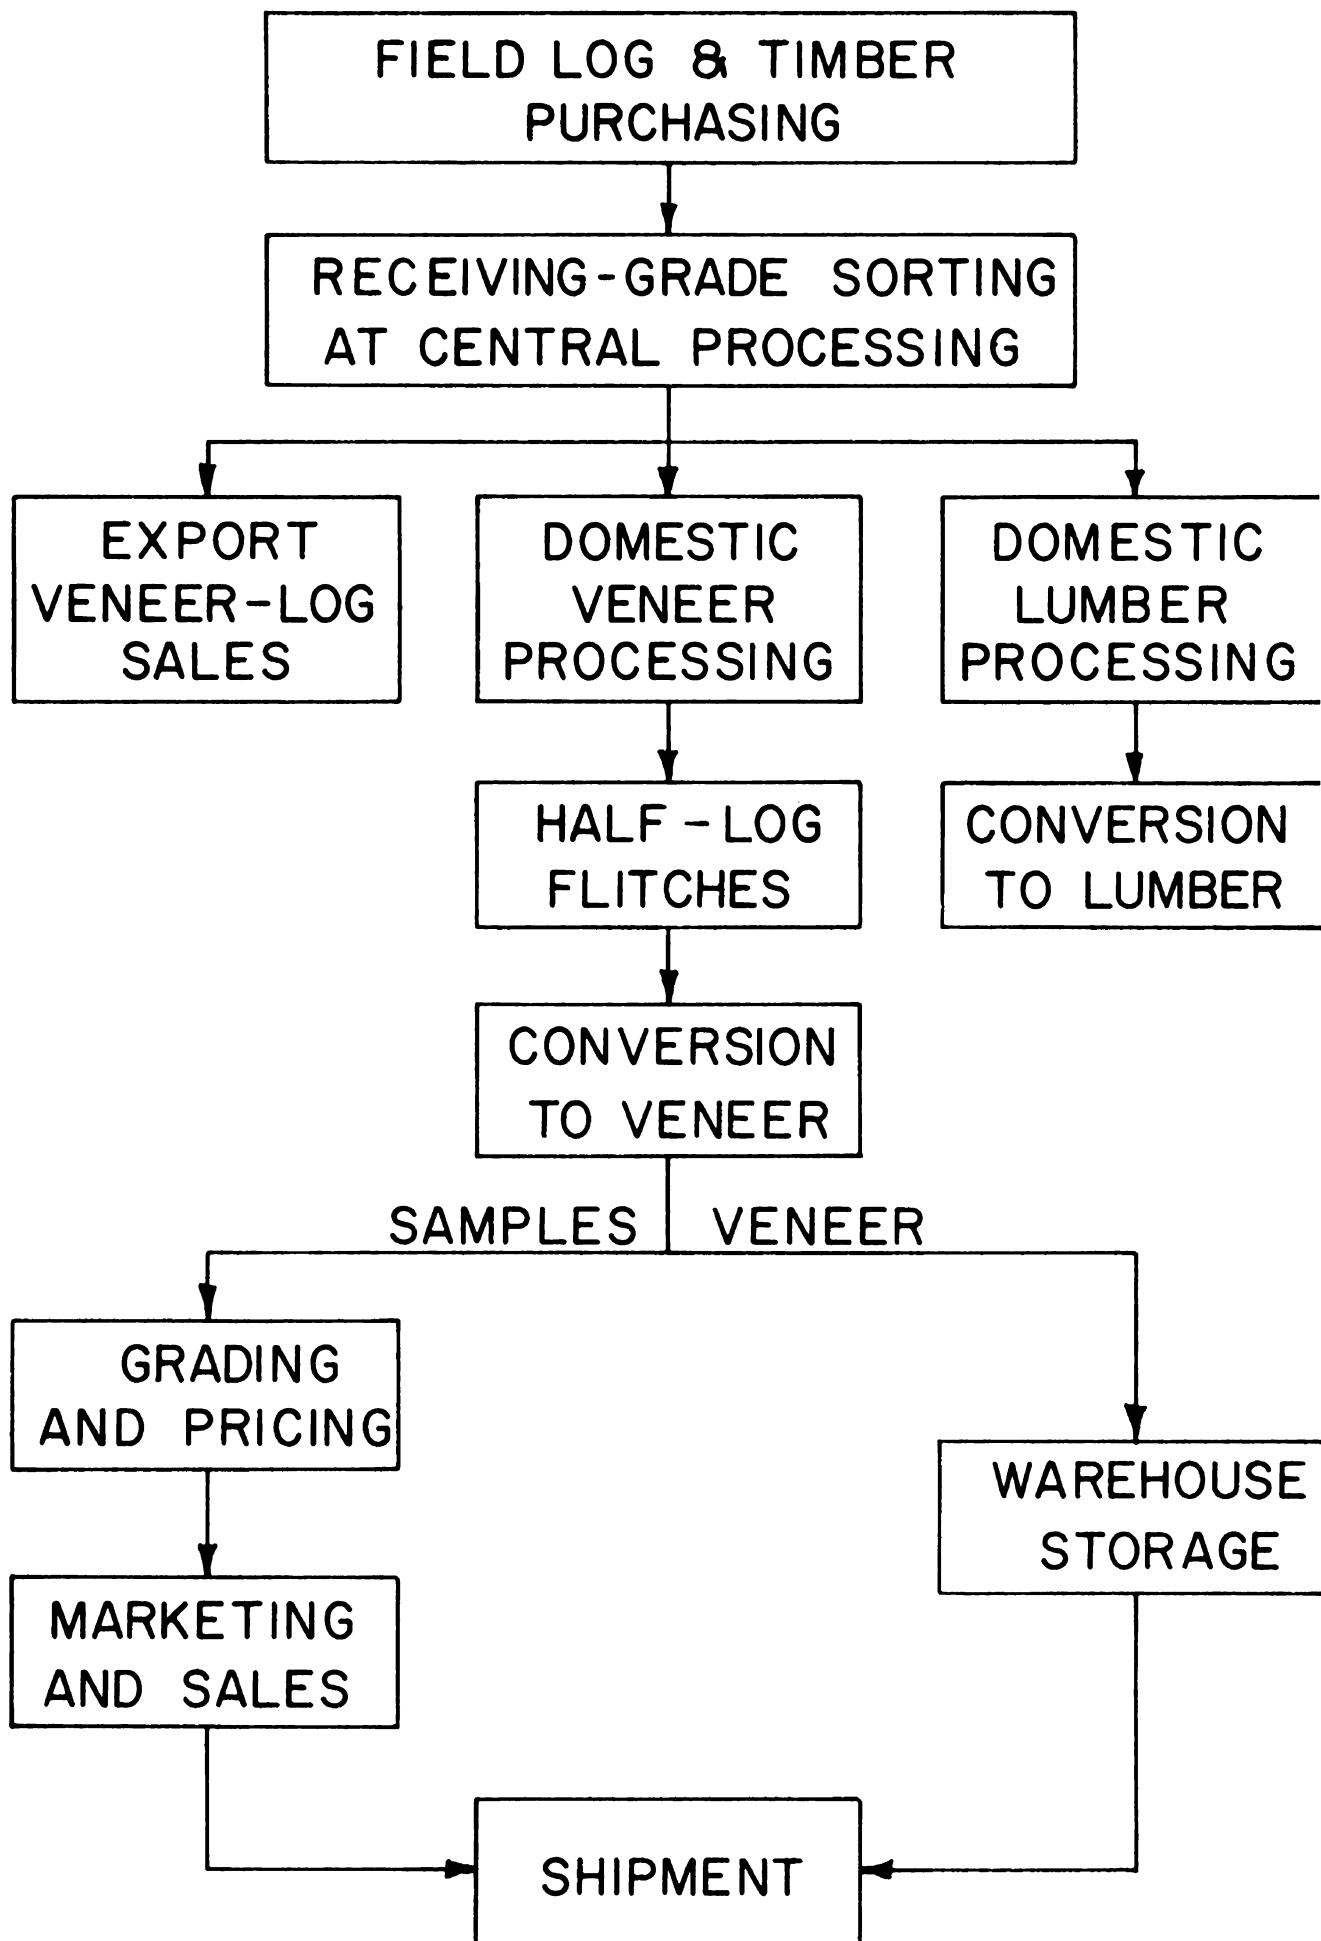 FIELD LOG & TIMBER
PURCHASING
RECEIVING-GRADE SORTING
AT CENTRAL PROCESSING
EXPORT
VENEER-LOG
SALES
DOMESTIC
VENEER
PROCESSING
DOMESTIC
LUMBER
PROCESSING
HALF-LOG
FLITCHES
CONVERSION
TO LUMBER
CONVERSION
TO VENEER
SAMPLES
VENEER
GRADING
AND PRICING
WAREHOUSE
STORAGE
MARKETING
AND SALES
SHIPMENT